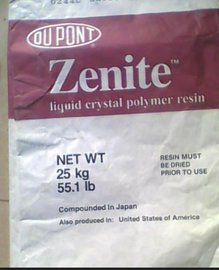 DU PONT
Zenite™
liquid crystal polymer resin
NET WT
25 kg
55.1 lb
RESIN MUST
BE DRIED
PRIOR TO USE
Compounded in Japan
Also produced in: United States of America